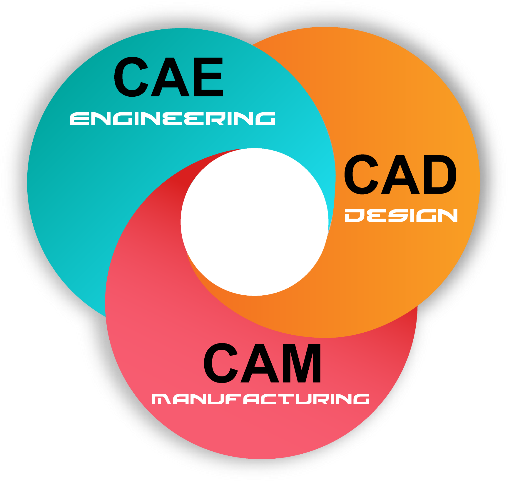 CAE
ENGINEERING
CAD
DESIGN
CAM
MANUFACTURING